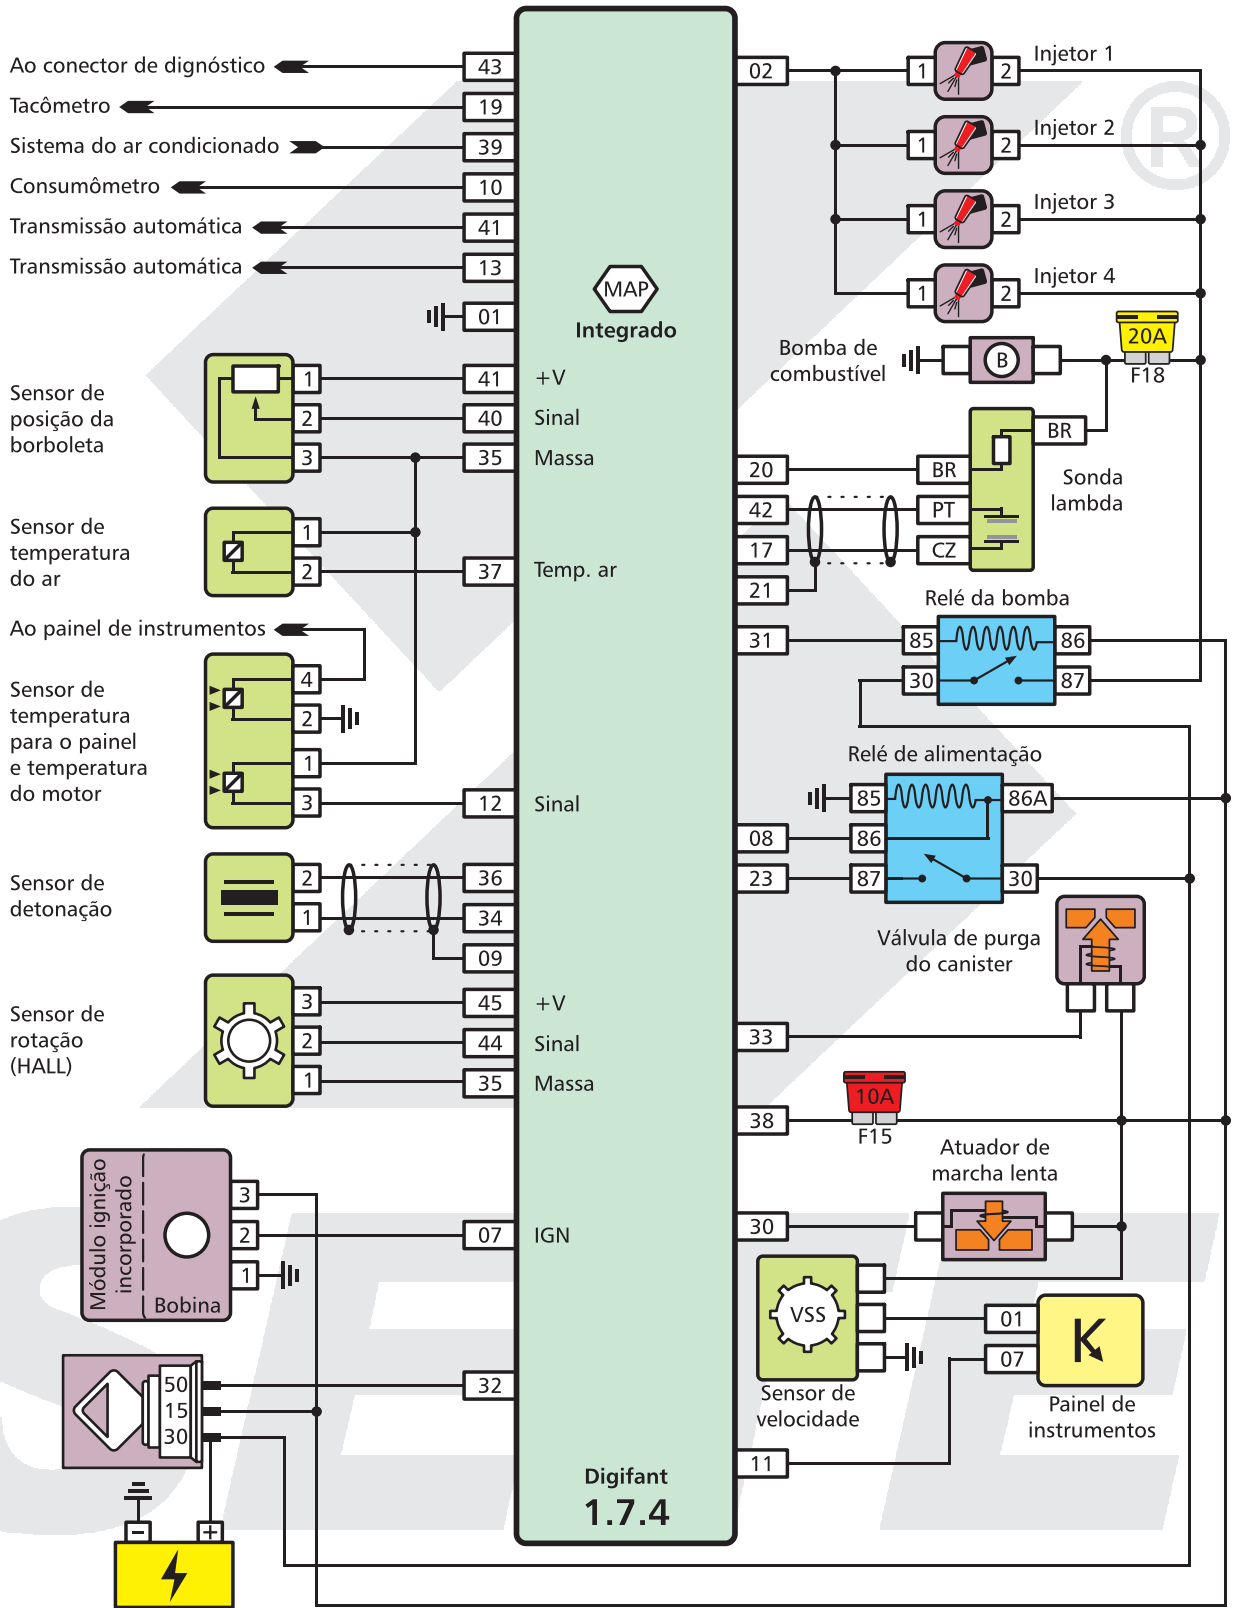 Ao conector de dignóstico
43
Tacômetro
19
Sistema do ar condicionado
39
Consumômetro
10
Transmissão automática
41
Transmissão automática
13
01
MAP
Integrado
Sensor de
posição da
borboleta
1
41
+V
2
40
Sinal
3
35
Massa
Sensor de
temperatura
do ar
1
2
37
Temp. ar
Ao painel de instrumentos
Sensor de
temperatura
para o painel
e temperatura
do motor
4
2
1
3
12
Sinal
Sensor de
detonação
2
36
1
34
09
Sensor de
rotação
(HALL)
3
45
+V
2
44
Sinal
1
35
Massa
Módulo ignição
incorporado
Bobina
3
2
1
07
IGN
50
15
30
32
−
+
Digifant
1.7.4
02
1
2
Injetor 1
1
2
Injetor 2
1
2
Injetor 3
1
2
Injetor 4
Bomba de
combustível
B
20A
F18
20
BR
BR
42
PT
17
CZ
21
Sonda
lambda
Relé da bomba
31
85
86
30
87
Relé de alimentação
85
86A
08
86
23
87
30
Válvula de purga
do canister
33
38
10A
F15
Atuador de
marcha lenta
30
VSS
Sensor de
velocidade
01
07
K
Painel de
instrumentos
11
®
SETE